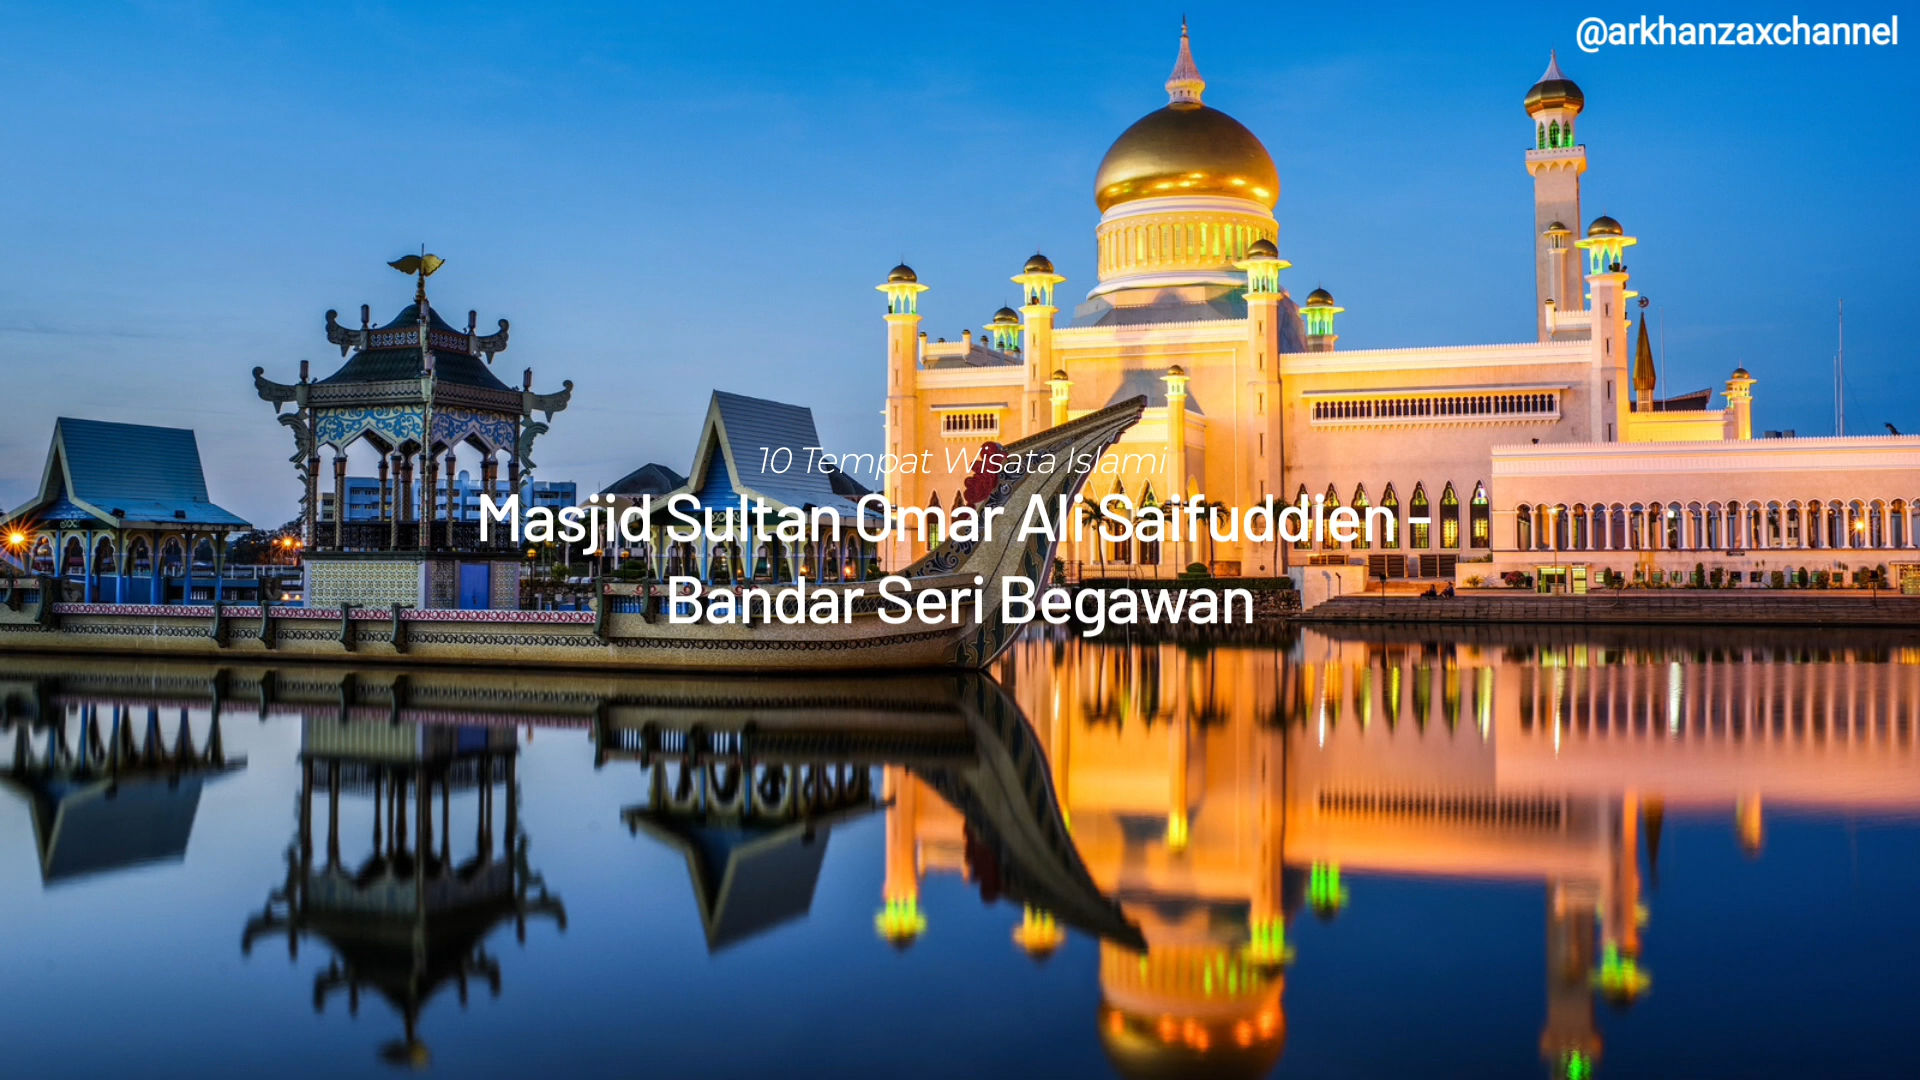 @arkhanzaxchannel
10 Tempat Wisata Islami
Masjid Sultan Omar Ali Saifuddien -
Bandar Seri Begawan